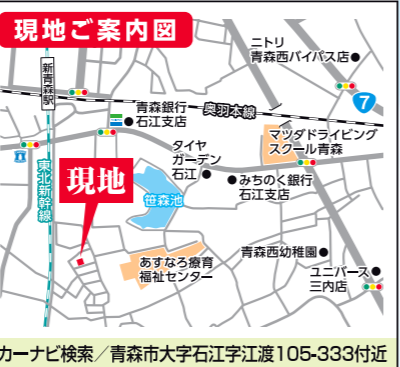 現地ご案内図
ニトリ
青森西バイパス店
7
新青森駅
青森銀行
石江支店
奥羽本線
マツダドライビング
スクール青森
タイヤ
ガーデン
石江
みちのく銀行
石江支店
東北新幹線
現地
笹森池
あすなろ療育
福祉センター
青森西幼稚園
ユニバース
三内店
カーナビ検索／青森市大字石江字江渡105-333付近